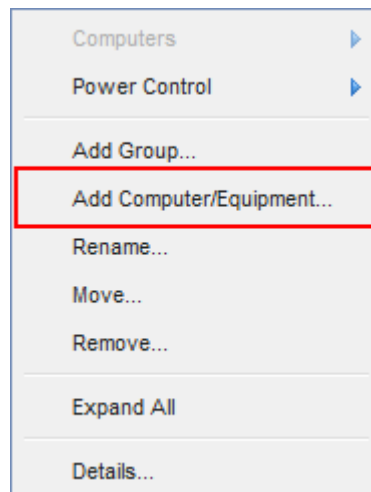 Computers
Power Control
Add Group...
Add Computer/Equipment...
Rename...
Move...
Remove...
Expand All
Details...